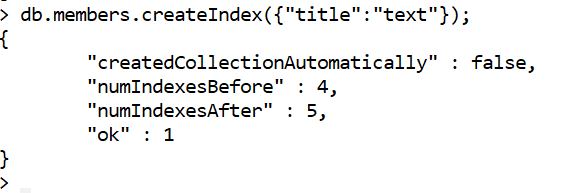 > db.members.createIndex({"title":"text"});
{
        "createdCollectionAutomatically" : false,
        "numIndexesBefore" : 4,
        "numIndexesAfter" : 5,
        "ok" : 1
}
>